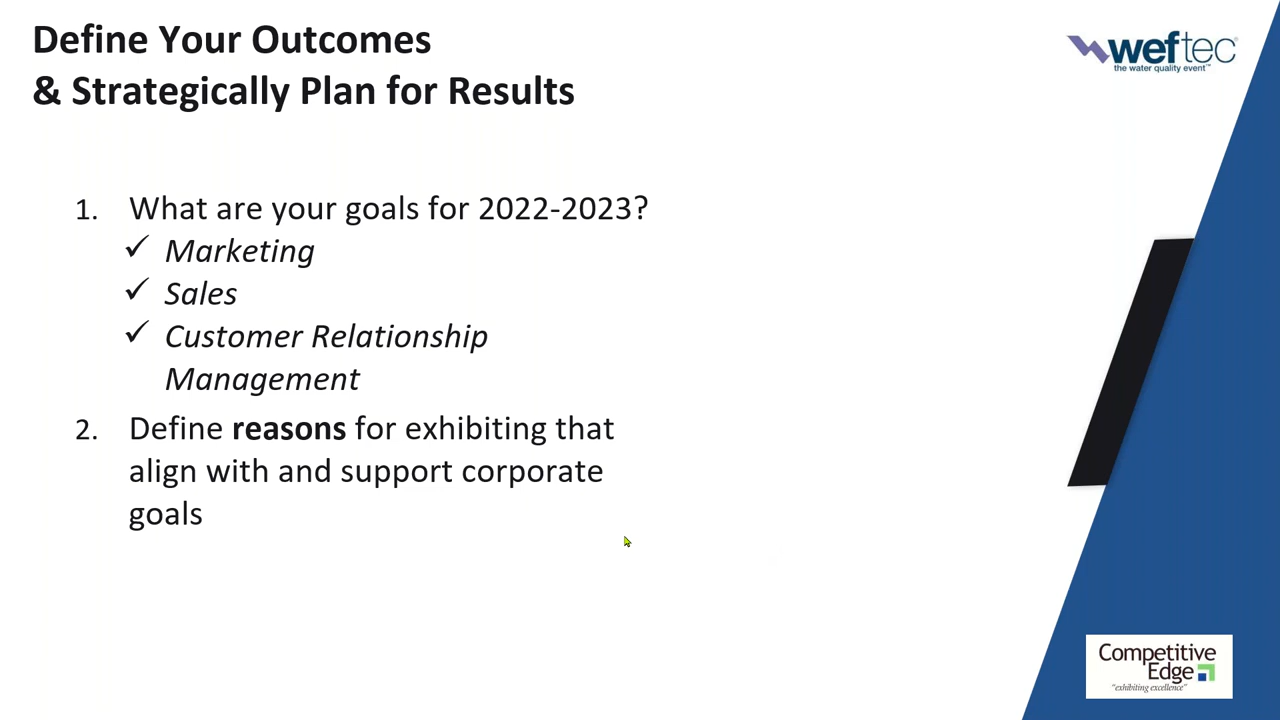 Define Your Outcomes
& Strategically Plan for Results
weftec
the water quality event™
1. What are your goals for 2022-2023?
✓ Marketing
✓ Sales
✓ Customer Relationship
Management
2. Define reasons for exhibiting that
align with and support corporate
goals
Competitive
Edge
"exhibiting excellence"